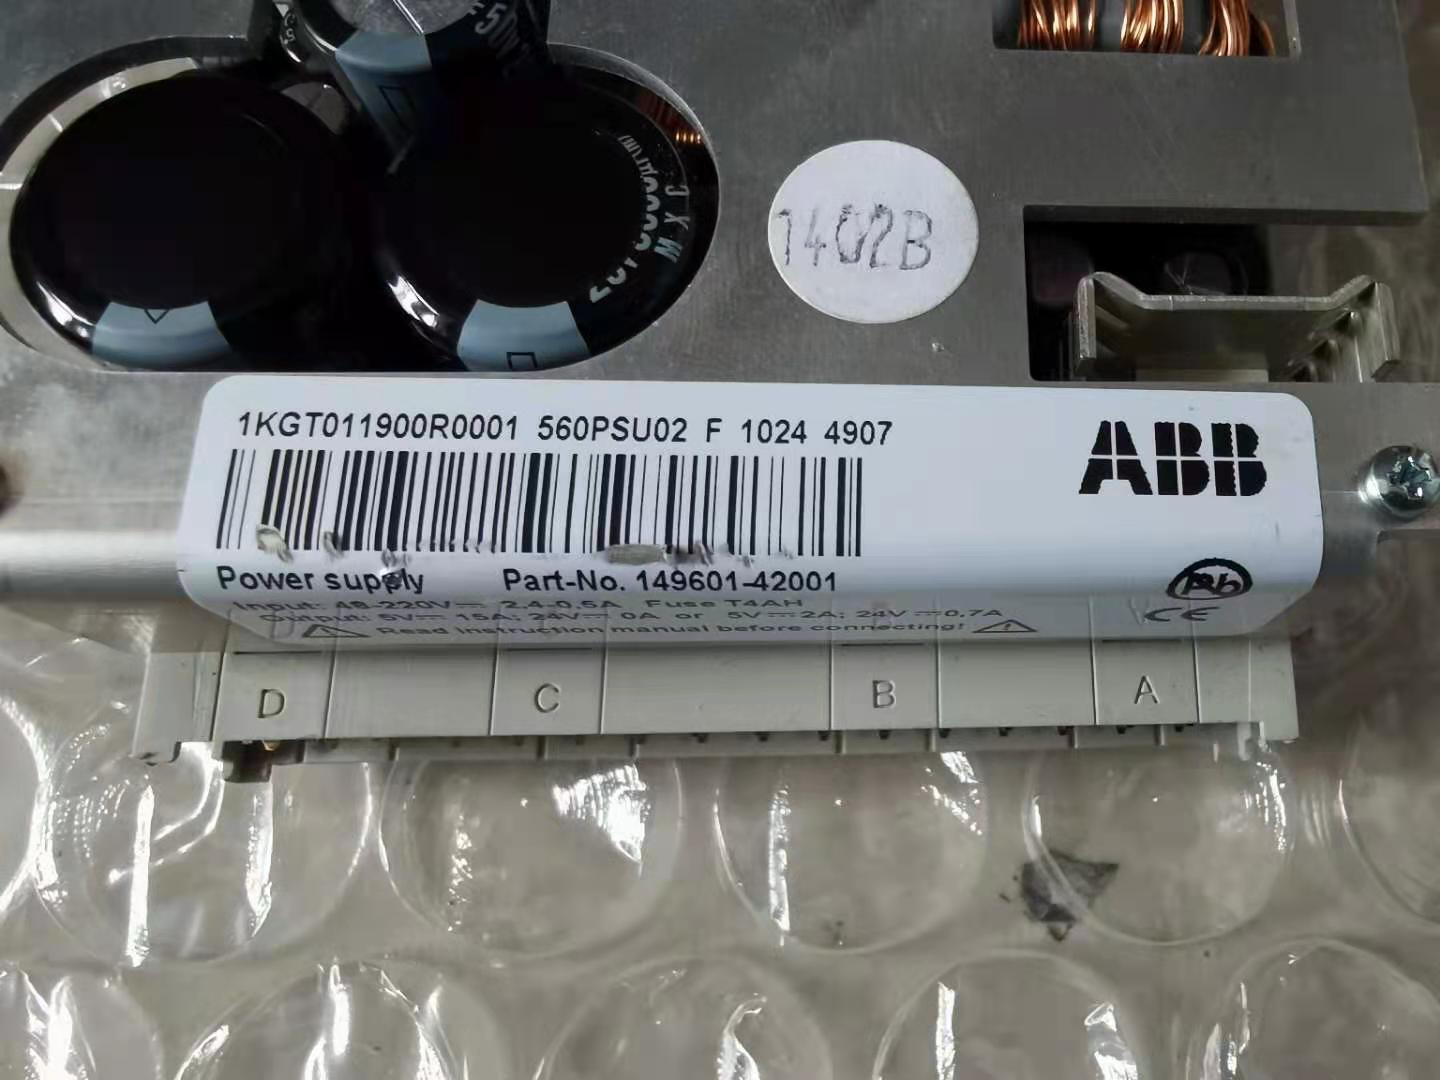 MXC
1402B
1KGT011900R0001 560PSU02 F 1024 4907
ABB
Power supply Part-No. 149601-42001
Pb
Input: 48-220V⎓ 2,4-0,5A Fuse T4AH
Output: 5V⎓ 15A; 24V⎓ 0A or 5V⎓2A; 24V⎓0,7A
CE
Read instruction manual before connecting!
D C B A